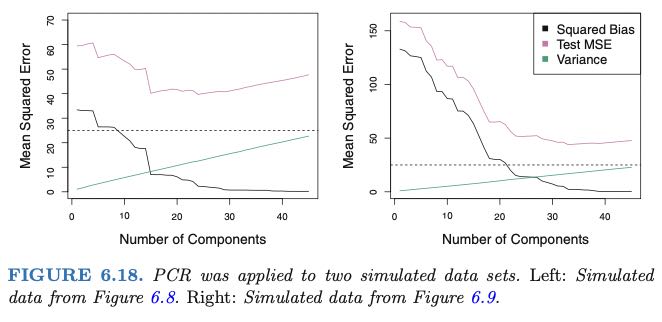 Mean Squared Error
0 10 20 30 40 50 60 70
0 10 20 30 40
Number of Components
Mean Squared Error
0 50 100 150
0 10 20 30 40
Number of Components
Squared Bias
Test MSE
Variance
FIGURE 6.18. PCR was applied to two simulated data sets. Left: Simulated
data from Figure 6.8. Right: Simulated data from Figure 6.9.